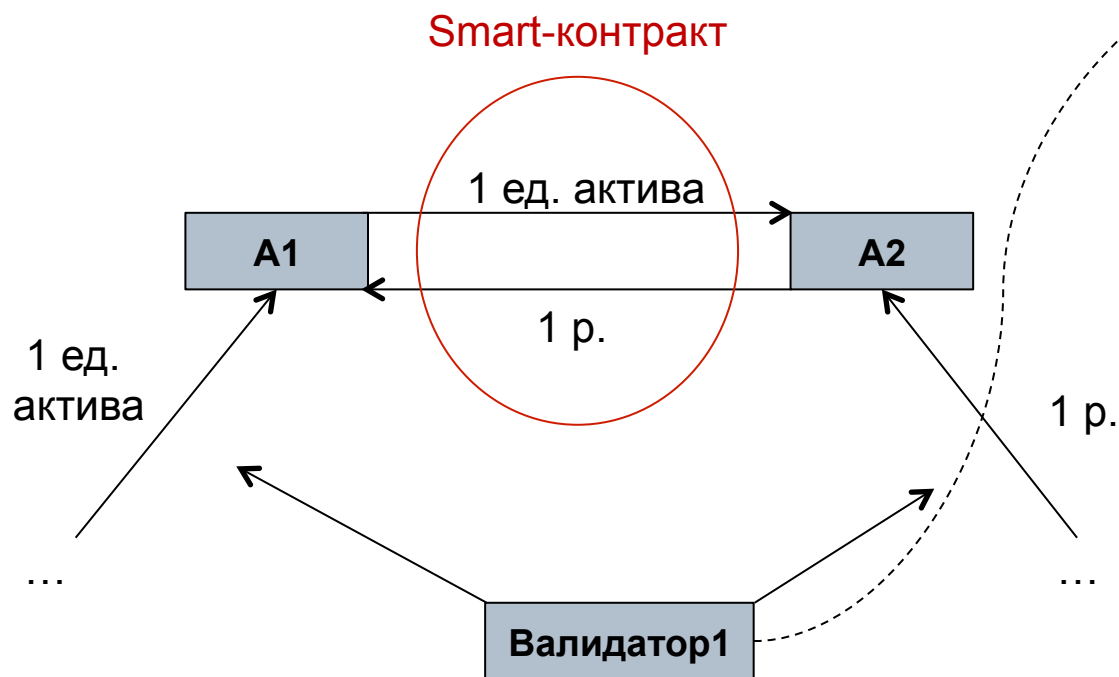 Smart-контракт
1 ед. актива
А1
А2
1 р.
1 ед.
актива
1 р.
...
...
Валидатор1